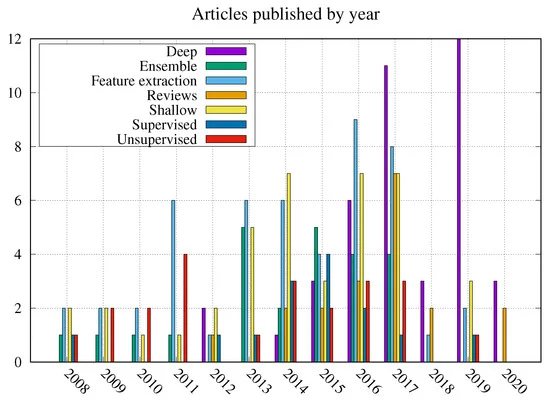 Articles published by year
12
10
8
6
4
2
0
Deep
Ensemble
Feature extraction
Reviews
Shallow
Supervised
Unsupervised
2008
2009
2010
2011
2012
2013
2014
2015
2016
2017
2018
2019
2020